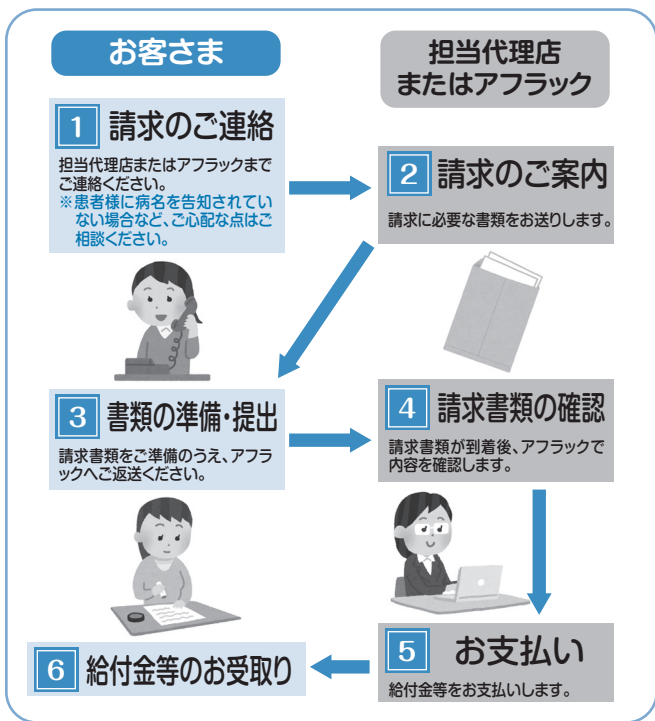 お客さま
担当代理店
またはアフラック
1 請求のご連絡
担当代理店またはアフラックまで
ご連絡ください。
※患者様に病名を告知されてい
ない場合など、ご心配な点はご
相談ください。
2 請求のご案内
請求に必要な書類をお送りします。
3 書類の準備・提出
請求書類をご準備のうえ、アフラ
ックへご返送ください。
4 請求書類の確認
請求書類が到着後、アフラックで
内容を確認します。
5 お支払い
給付金等をお支払いします。
6 給付金等のお受取り